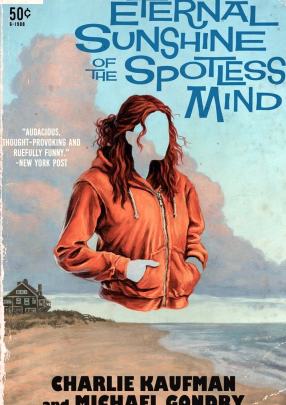 50¢
G-1988
ETERNAL
SUNSHINE
OF THE SPOTLESS
MIND
"AUDACIOUS,
THOUGHT-PROVOKING AND
RUEFULLY FUNNY."
-NEW YORK POST
CHARLIE KAUFMAN
and MICHAEL GONDRY